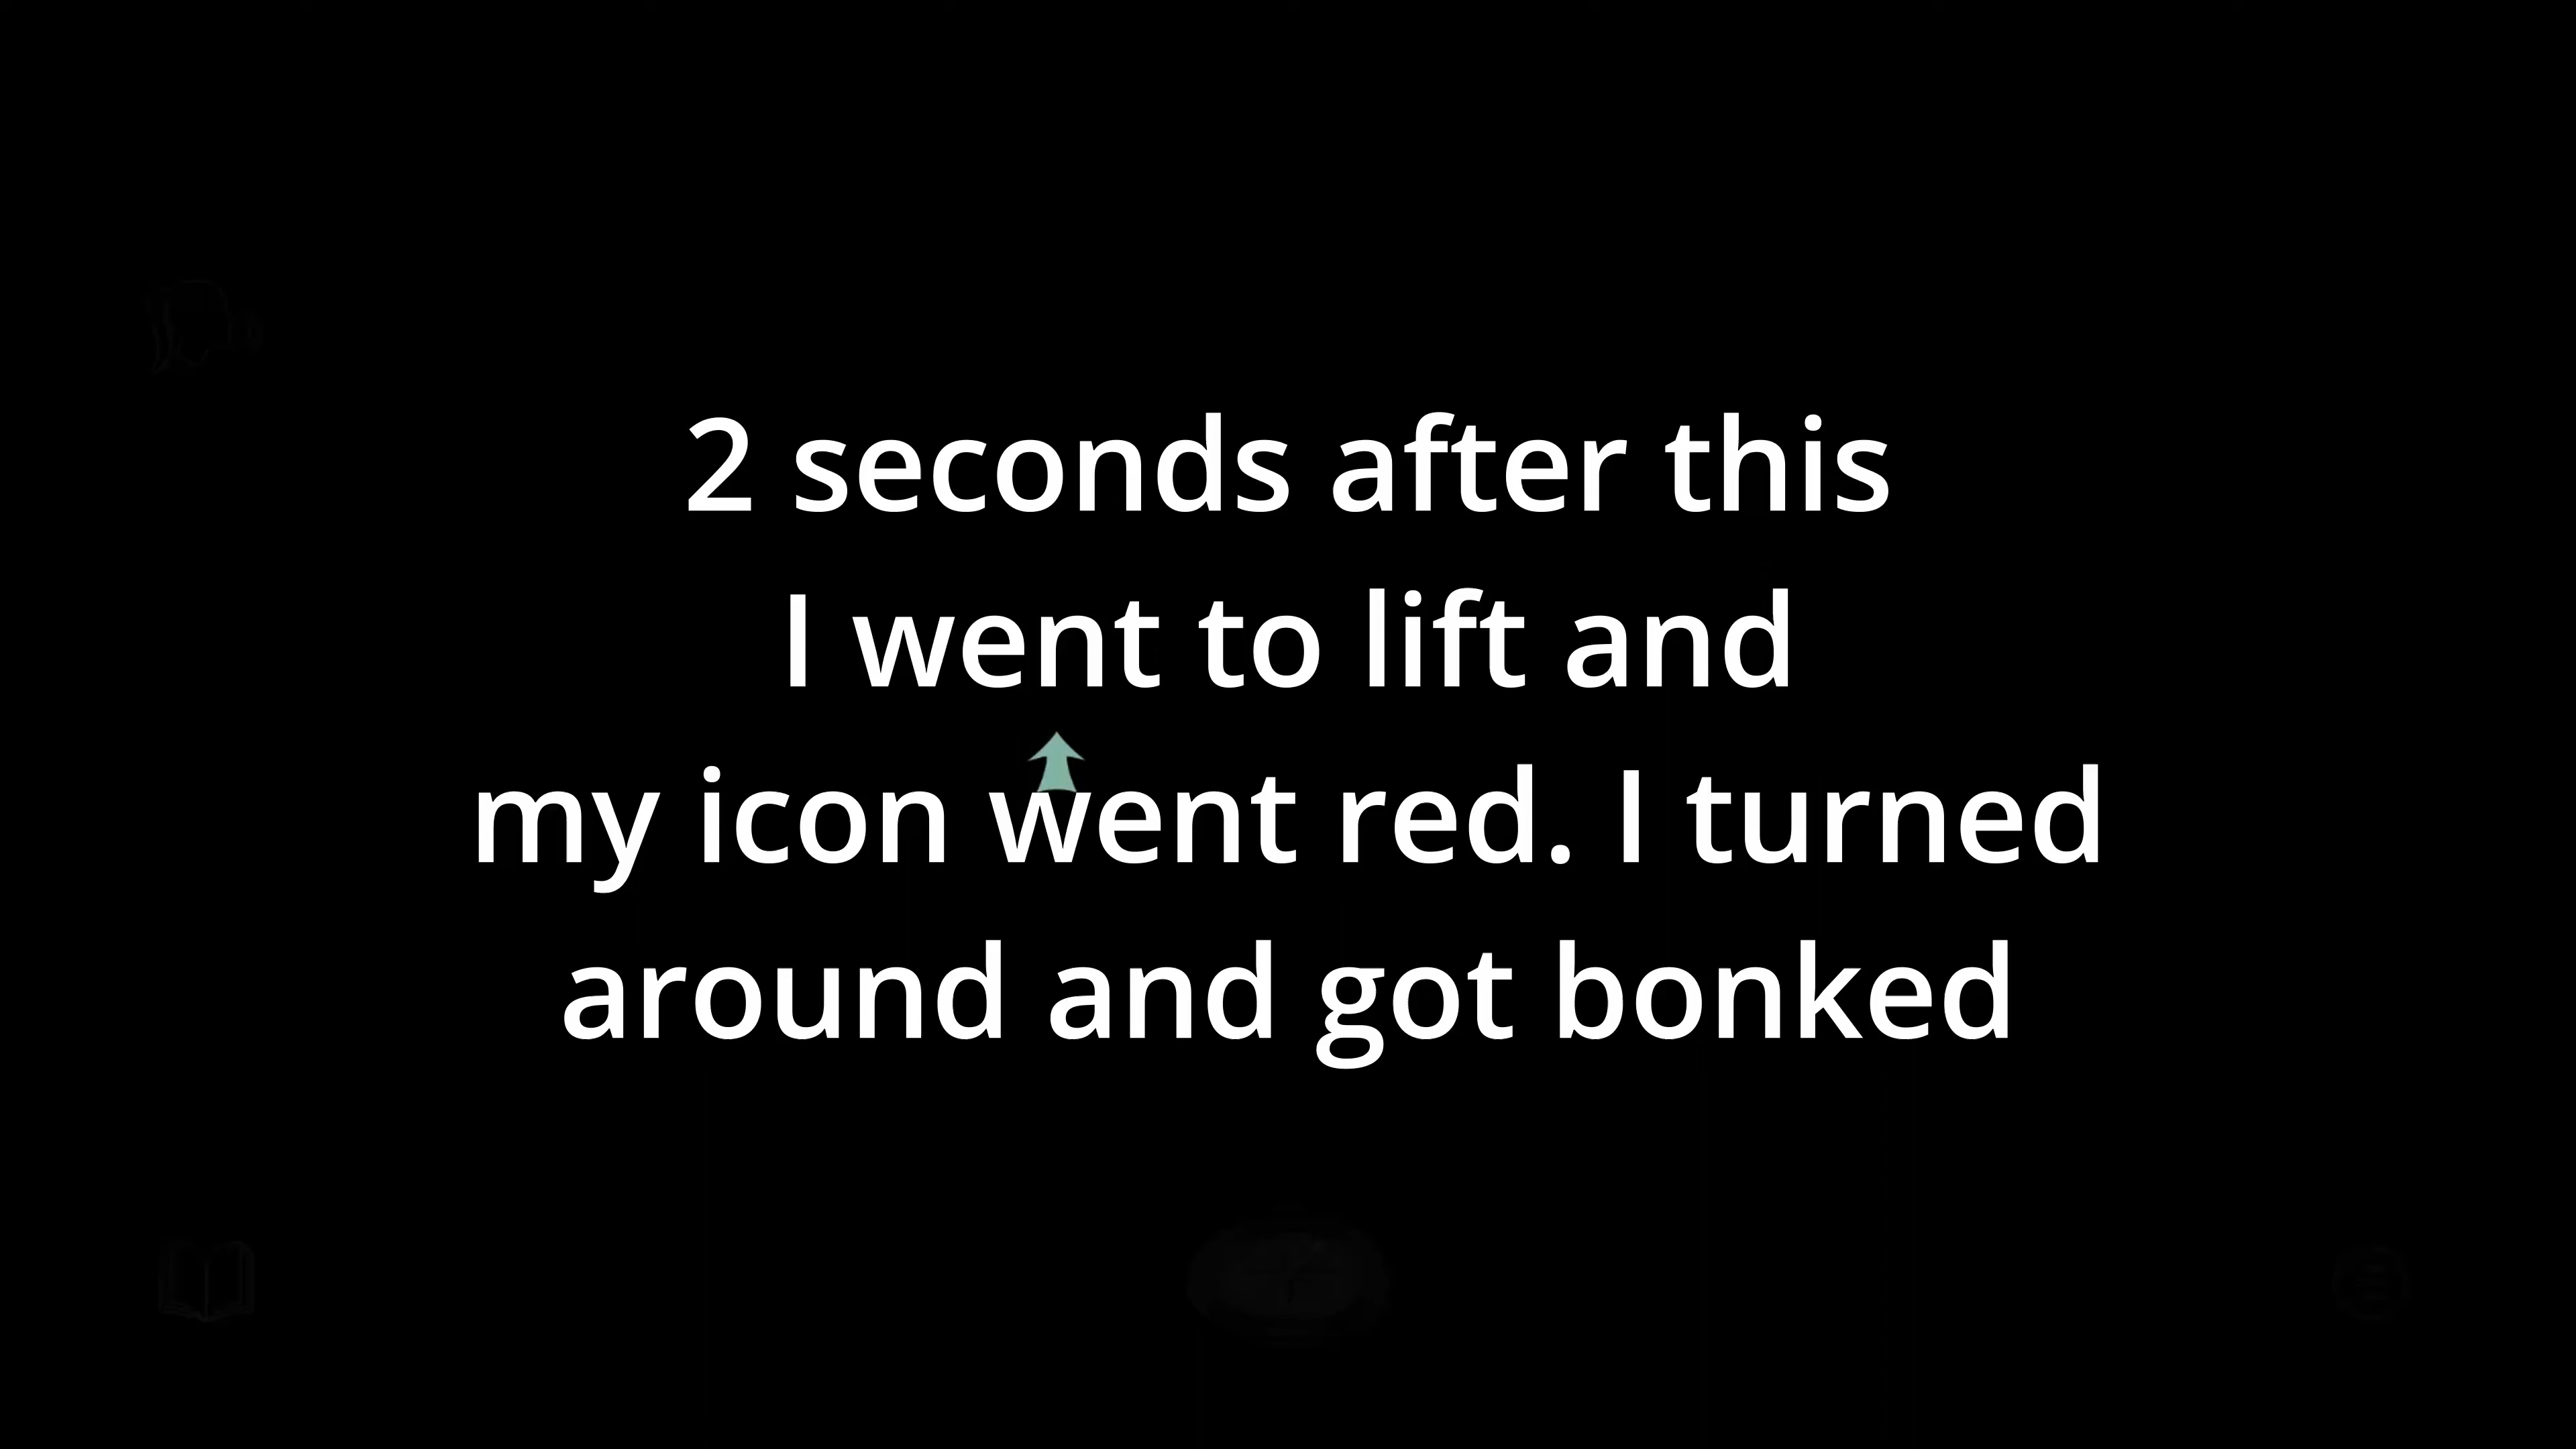 2 seconds after this
I went to lift and
my icon went red. I turned
around and got bonked